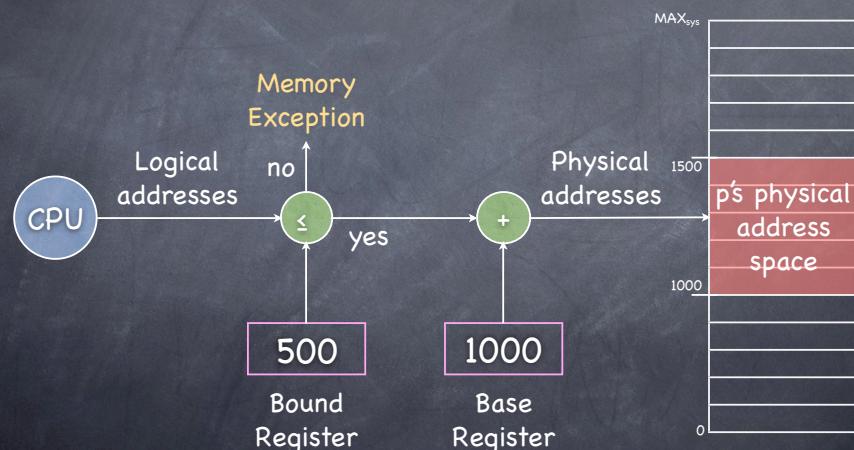 MAXsys
Memory
Exception
Logical
addresses
no
Physical
addresses
1500
CPU
≤
yes
+
p's physical
address
space
1000
500
1000
Bound
Register
Base
Register
0